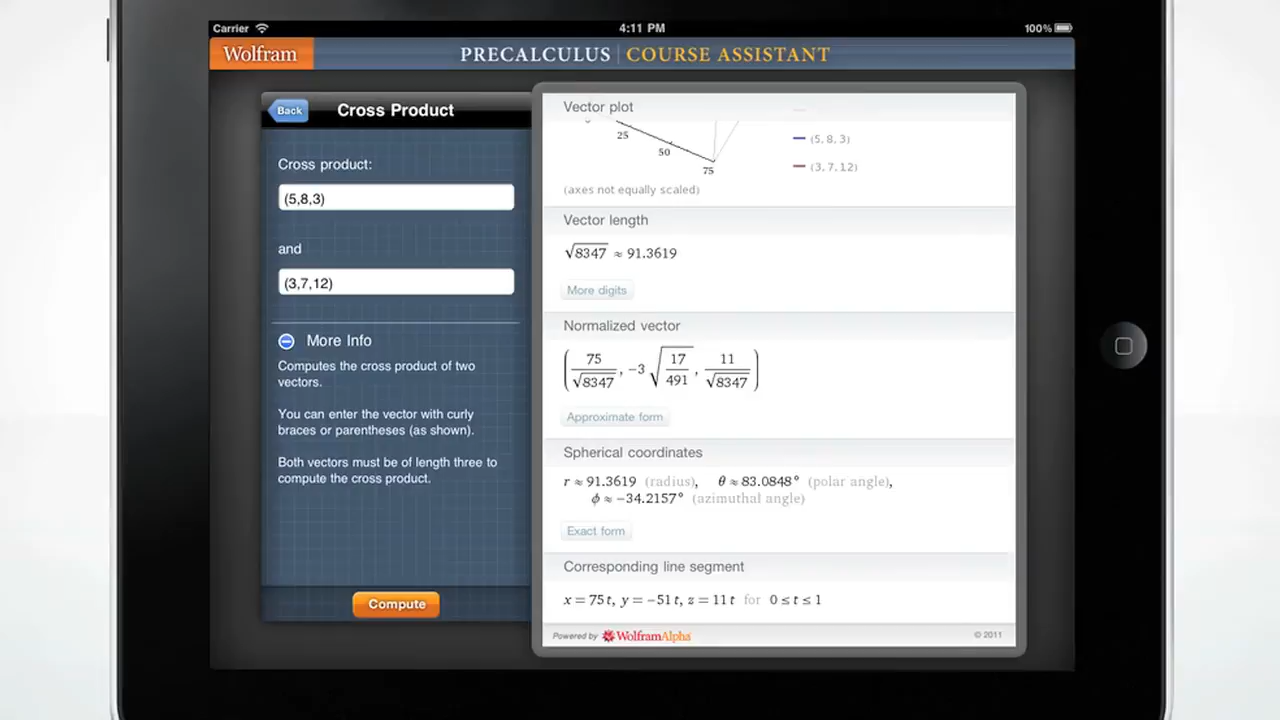 Carrier 4:11 PM 100%
Wolfram PRECALCULUS | COURSE ASSISTANT
Back Cross Product
Cross product:
(5,8,3)
and
(3,7,12)
More Info
Computes the cross product of two
vectors.
You can enter the vector with curly
braces or parentheses (as shown).
Both vectors must be of length three to
compute the cross product.
Compute
Vector plot
25
50
75
(5, 8, 3)
(3, 7, 12)
(axes not equally scaled)
Vector length
√8347 ≈ 91.3619
More digits
Normalized vector
(75/√8347, −3 √(17/491), 11/√8347)
Approximate form
Spherical coordinates
r ≈ 91.3619 (radius), θ ≈ 83.0848° (polar angle),
ϕ ≈ −34.2157° (azimuthal angle)
Exact form
Corresponding line segment
x = 75 t, y = −51 t, z = 11 t for 0 ≤ t ≤ 1
Powered by WolframAlpha © 2011